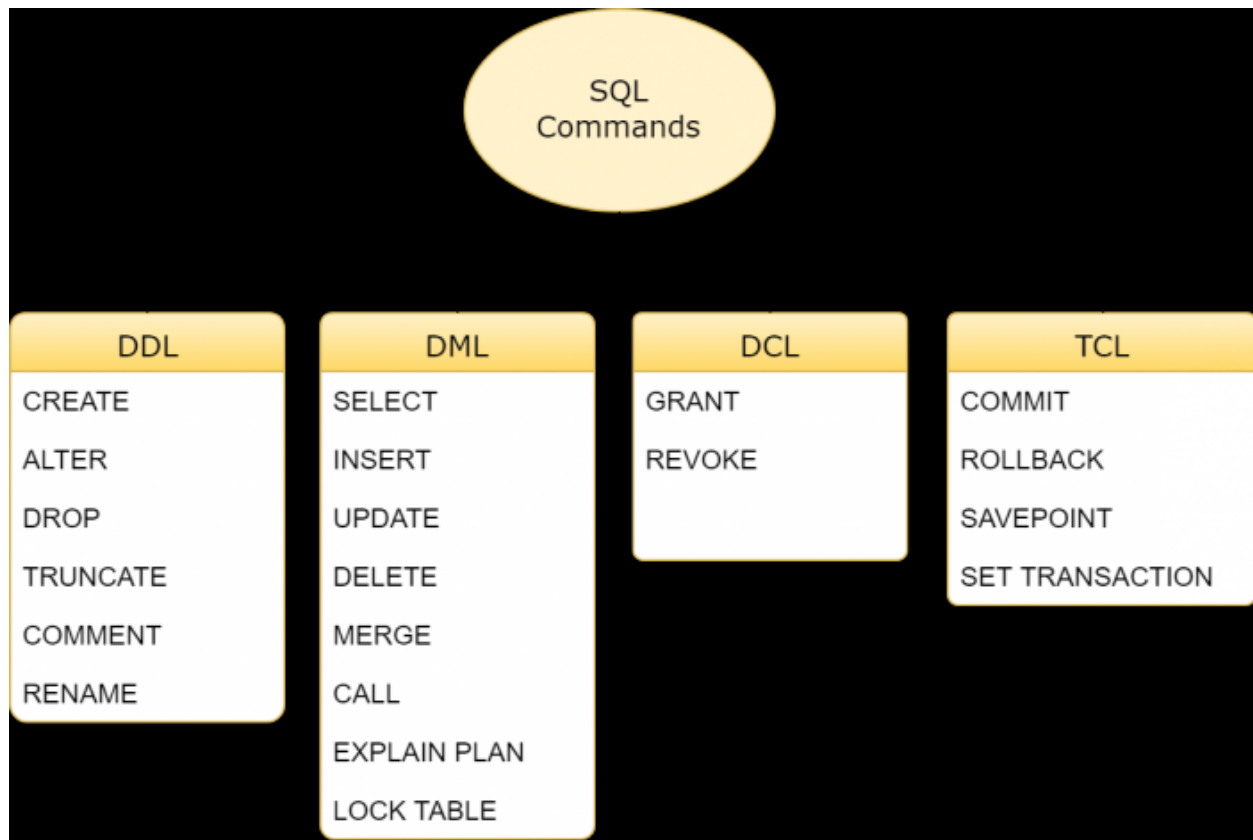 SQL
Commands
DDL
CREATE
ALTER
DROP
TRUNCATE
COMMENT
RENAME
DML
SELECT
INSERT
UPDATE
DELETE
MERGE
CALL
EXPLAIN PLAN
LOCK TABLE
DCL
GRANT
REVOKE
TCL
COMMIT
ROLLBACK
SAVEPOINT
SET TRANSACTION